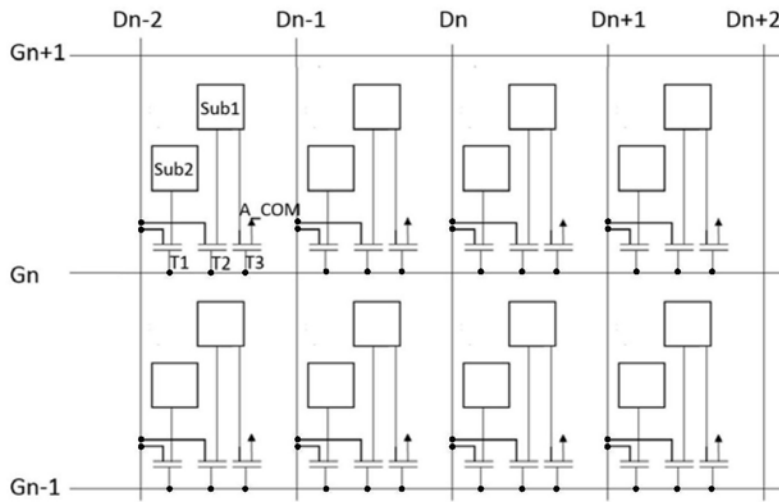 Dn-2 Dn-1 Dn Dn+1 Dn+2
Gn+1
Sub1
Sub2
A_COM
T1 T2 T3
Gn
Gn-1